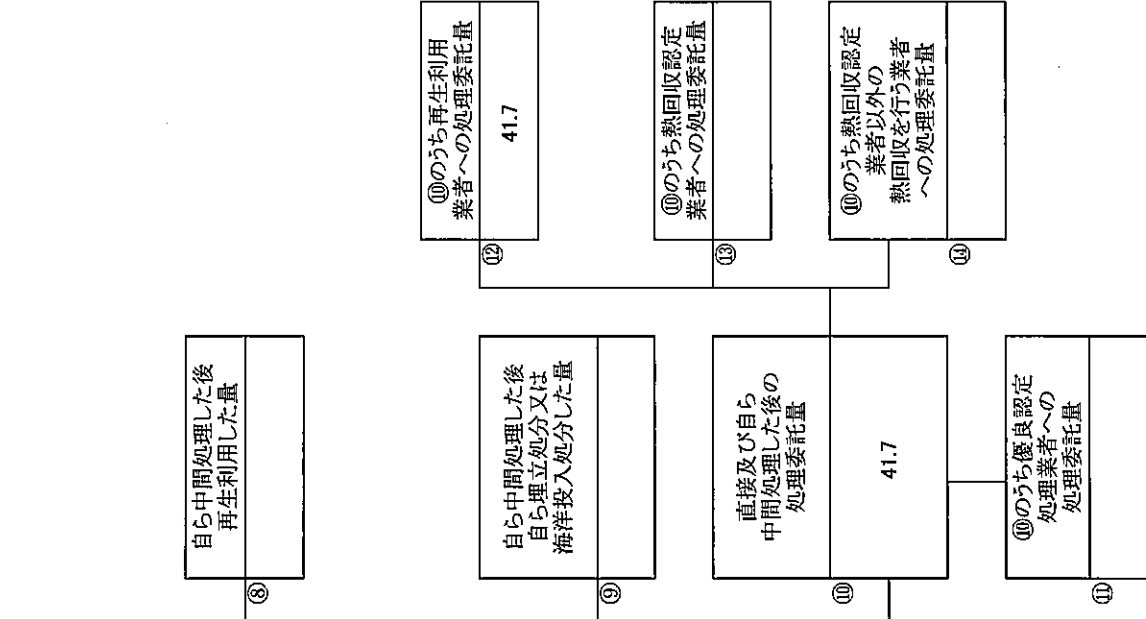 自ら中間処理した後
再生利用した量
⑧
自ら中間処理した後
自ら埋立処分又は
海洋投入処分した量
⑨
直接及び自ら
中間処理した後の
処理委託量
41.7
⑩
⑩のうち優良認定
処理業者への
処理委託量
⑪
⑩のうち再生利用
業者への処理委託量
41.7
⑫
⑩のうち熱回収認定
業者への処理委託量
⑬
⑩のうち熱回収認定
業者以外の
熱回収を行う業者
への処理委託量
⑭